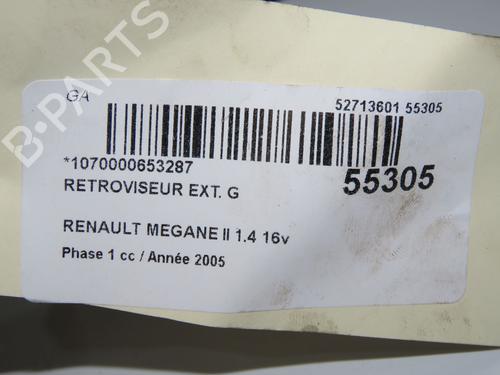 GA
52713601 55305
*1070000653287
55305
RETROVISEUR EXT. G
RENAULT MEGANE II 1.4 16v
Phase 1 cc / Année 2005
B-PARTS